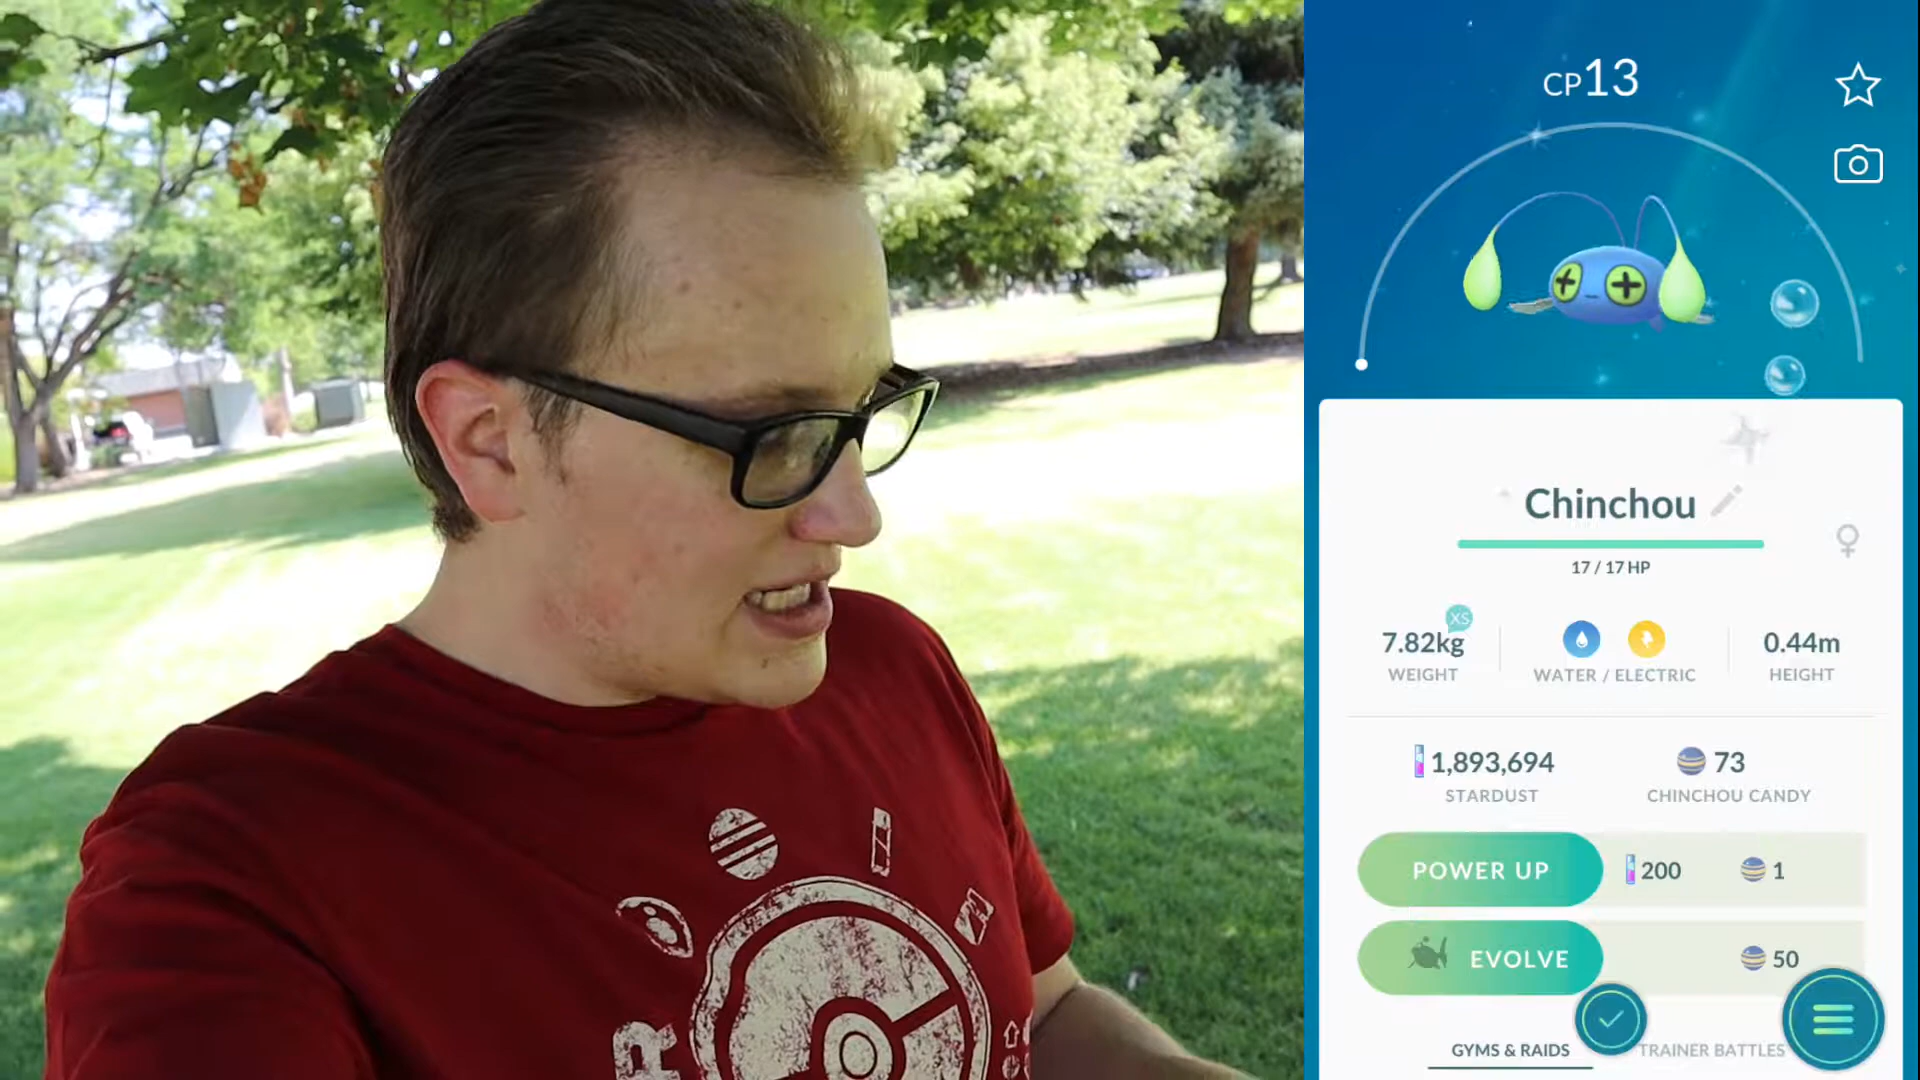 CP13
Chinchou
17 / 17 HP
XS
7.82kg
WEIGHT
WATER / ELECTRIC
0.44m
HEIGHT
1,893,694
STARDUST
73
CHINCHOU CANDY
POWER UP 200 1
EVOLVE 50
GYMS & RAIDS
TRAINER BATTLES
R